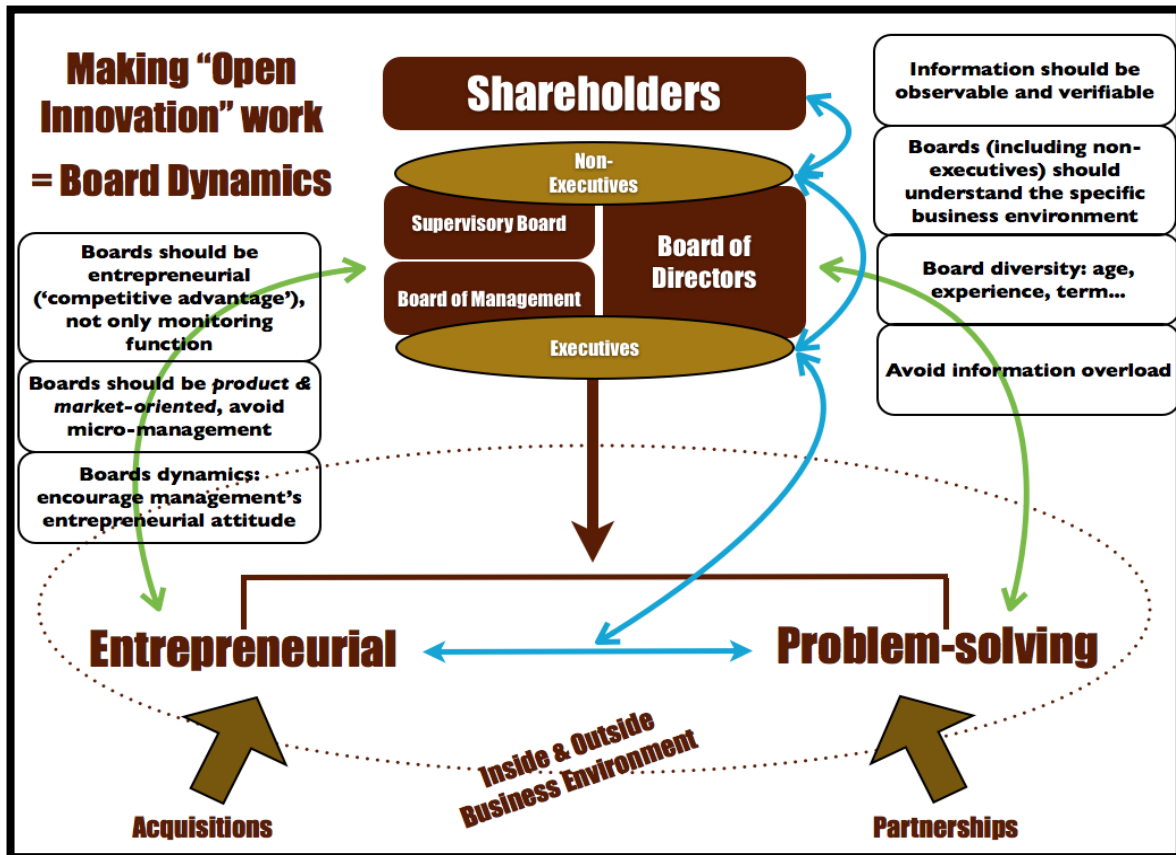 Making “Open
Innovation” work
= Board Dynamics
Shareholders
Non-
Executives
Supervisory Board
Board of Management
Board of
Directors
Executives
Boards should be
entrepreneurial
(‘competitive advantage’),
not only monitoring
function
Boards should be product &
market-oriented, avoid
micro-management
Boards dynamics:
encourage management’s
entrepreneurial attitude
Information should be
observable and verifiable
Boards (including non-
executives) should
understand the specific
business environment
Board diversity: age,
experience, term...
Avoid information overload
Entrepreneurial
Problem-solving
Inside & Outside
Business Environment
Acquisitions
Partnerships